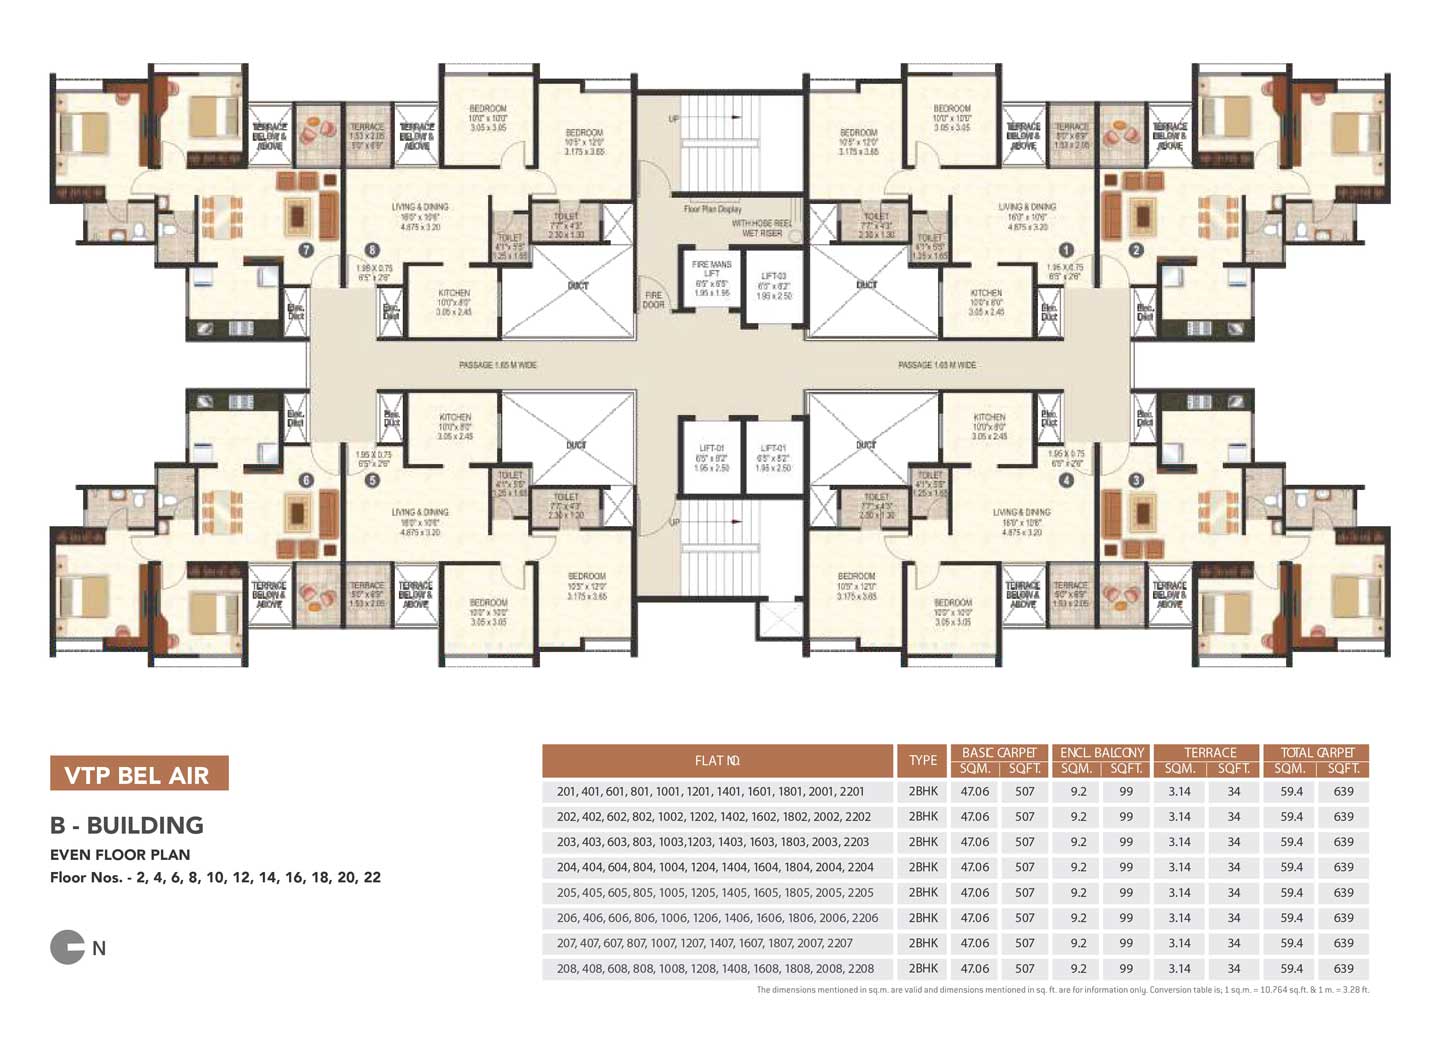 BEDROOM
10'0" x 10'0"
3.05 x 3.05
BEDROOM
10'5" x 12'0"
3.175 x 3.65
TERRACE
BELOW &
ABOVE
TERRACE
1.53 x 2.05
5'0" x 6'9"
TERRACE
BELOW &
ABOVE
LIVING & DINING
16'0" x 10'6"
4.875 x 3.20
TOILET
7'7" x 4'3"
2.30 x 1.30
TOILET
4'1" x 5'5"
1.25 x 1.65
7
8
1.95 X 0.75
6'5" x 2'6"
KITCHEN
10'0"x 8'0"
3.05 x 2.45
DUCT
Elec.
Duct
Elec.
Duct
UP
Floor Plan Display
WITH HOSE REEL
WET RISER
FIRE MANS
LIFT
6'5" x 6'5"
1.95 x 1.95
LIFT-03
6'5" x 8'2"
1.95 x 2.50
FIRE
DOOR
BEDROOM
10'5" x 12'0"
3.175 x 3.65
BEDROOM
10'0" x 10'0"
3.05 x 3.05
TERRACE
BELOW &
ABOVE
TERRACE
5'0" x 6'9"
1.53 x 2.05
TERRACE
BELOW &
ABOVE
TOILET
7'7" x 4'3"
2.30 x 1.30
TOILET
4'1" x 5'5"
1.25 x 1.65
LIVING & DINING
16'0" x 10'6"
4.875 x 3.20
1
2
1.95 X 0.75
6'5" x 2'6"
DUCT
KITCHEN
10'0"x 8'0"
3.05 x 2.45
Elec.
Duct
Elec.
Duct
PASSAGE 1.65 M WIDE
PASSAGE 1.65 M WIDE
Elec.
Duct
Elec.
Duct
KITCHEN
10'0"x 8'0"
3.05 x 2.45
DUCT
1.95 X 0.75
6'5" x 2'6"
6
5
TOILET
4'1" x 5'5"
1.25 x 1.65
TOILET
7'7" x 4'3"
2.30 x 1.30
LIVING & DINING
16'0" x 10'6"
4.875 x 3.20
TERRACE
BELOW &
ABOVE
TERRACE
5'0" x 6'9"
1.53 x 2.05
TERRACE
BELOW &
ABOVE
BEDROOM
10'0" x 10'0"
3.05 x 3.05
BEDROOM
10'5" x 12'0"
3.175 x 3.65
LIFT-01
6'5" x 8'2"
1.95 x 2.50
LIFT-01
6'5" x 8'2"
1.95 x 2.50
UP
DUCT
KITCHEN
10'0"x 8'0"
3.05 x 2.45
Elec.
Duct
Elec.
Duct
1.95 X 0.75
6'5" x 2'6"
4
3
TOILET
4'1" x 5'5"
1.25 x 1.65
TOILET
7'7" x 4'3"
2.30 x 1.30
LIVING & DINING
16'0" x 10'6"
4.875 x 3.20
BEDROOM
10'5" x 12'0"
3.175 x 3.65
BEDROOM
10'0" x 10'0"
3.05 x 3.05
TERRACE
BELOW &
ABOVE
TERRACE
5'0" x 6'9"
1.53 x 2.05
TERRACE
BELOW &
ABOVE
VTP BEL AIR
B - BUILDING
EVEN FLOOR PLAN
Floor Nos. - 2, 4, 6, 8, 10, 12, 14, 16, 18, 20, 22
N
FLAT NO. TYPE BASIC CARPET ENCL. BALCONY TERRACE TOTAL CARPET
SQM. SQFT. SQM. SQFT. SQM. SQFT. SQM. SQFT.
201, 401, 601, 801, 1001, 1201, 1401, 1601, 1801, 2001, 2201 2BHK 47.06 507 9.2 99 3.14 34 59.4 639
202, 402, 602, 802, 1002, 1202, 1402, 1602, 1802, 2002, 2202 2BHK 47.06 507 9.2 99 3.14 34 59.4 639
203, 403, 603, 803, 1003,1203, 1403, 1603, 1803, 2003, 2203 2BHK 47.06 507 9.2 99 3.14 34 59.4 639
204, 404, 604, 804, 1004, 1204, 1404, 1604, 1804, 2004, 2204 2BHK 47.06 507 9.2 99 3.14 34 59.4 639
205, 405, 605, 805, 1005, 1205, 1405, 1605, 1805, 2005, 2205 2BHK 47.06 507 9.2 99 3.14 34 59.4 639
206, 406, 606, 806, 1006, 1206, 1406, 1606, 1806, 2006, 2206 2BHK 47.06 507 9.2 99 3.14 34 59.4 639
207, 407, 607, 807, 1007, 1207, 1407, 1607, 1807, 2007, 2207 2BHK 47.06 507 9.2 99 3.14 34 59.4 639
208, 408, 608, 808, 1008, 1208, 1408, 1608, 1808, 2008, 2208 2BHK 47.06 507 9.2 99 3.14 34 59.4 639
The dimensions mentioned in sq.m. are valid and dimensions mentioned in sq. ft. are for information only. Conversion table is; 1 sq.m. = 10.764 sq.ft. & 1 m. = 3.28 ft.